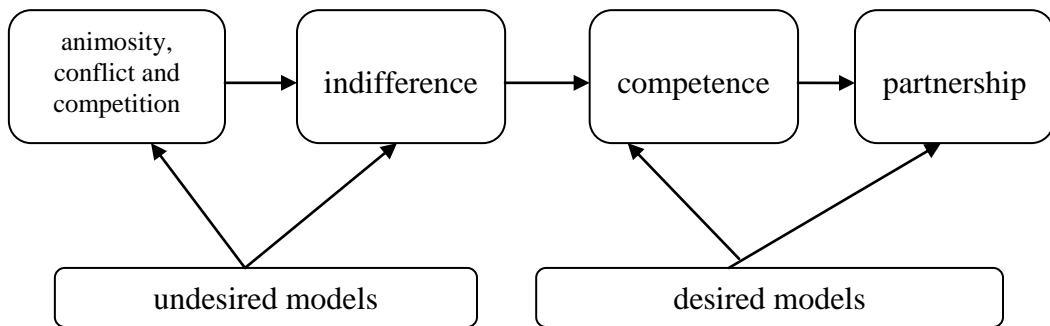 animosity,
conflict and
competition
indifference
competence
partnership
undesired models
desired models